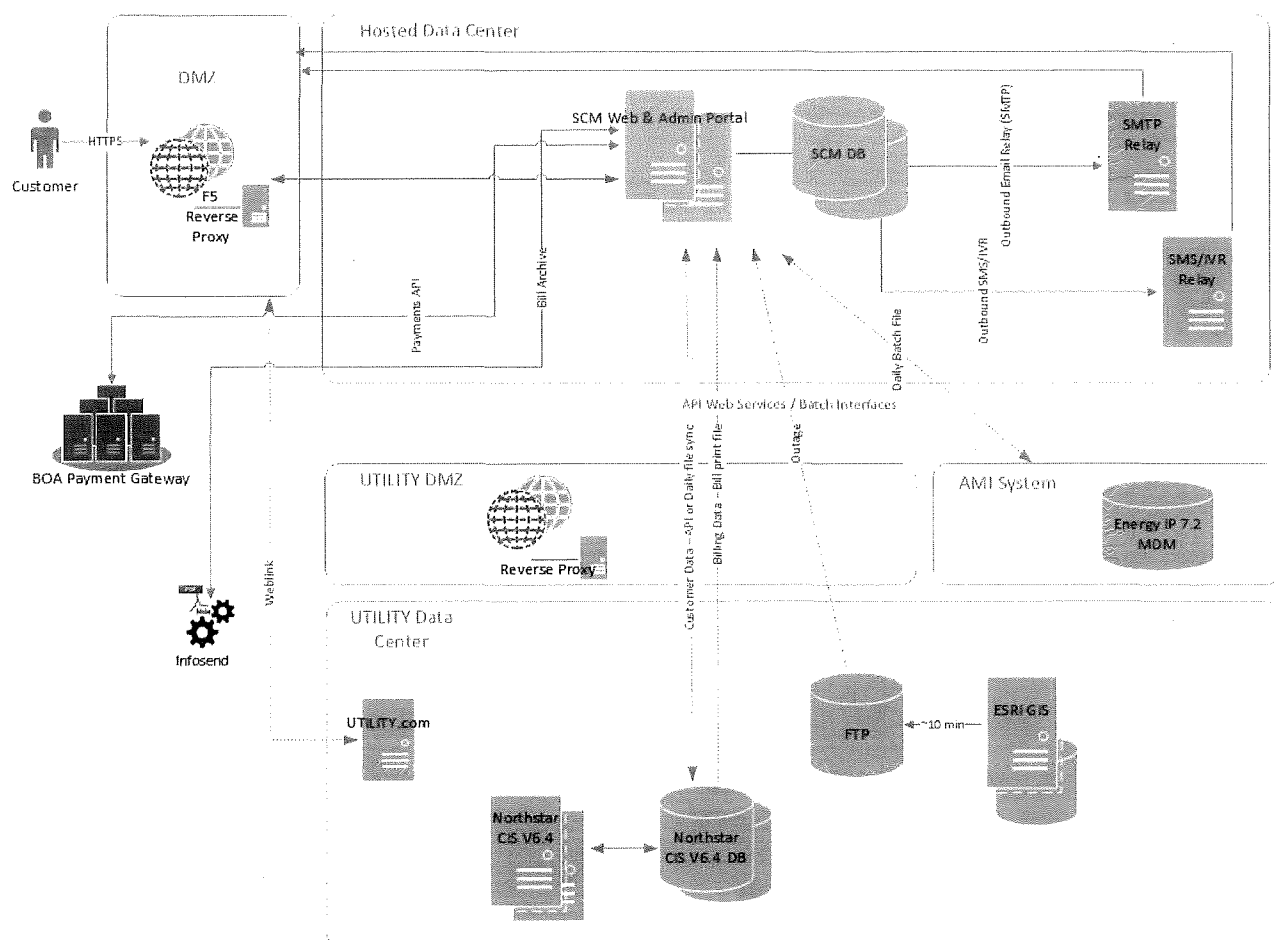 Hosted Data Center
DMZ
SCM Web & Admin Portal
SCM DB
SMTP
Relay
HTTPS
Customer
F5
Reverse
Proxy
Outbound Email Relay (SMTP)
SMS/IVR
Relay
Outbound SMS/IVR
Bill Archive
Payments API
Daily Batch File
API Web Services / Batch Interfaces
BOA Payment Gateway
UTILITY DMZ
Reverse Proxy
Customer Data – API or Daily file sync
Billing Data – Bill print file
Outage
AMI System
Energy IP 7.2
MDM
Weblink
Infosend
UTILITY Data
Center
UTILITY.com
FTP
~10 min
ESRI GIS
Northstar
CIS V6.4
Northstar
CIS V6.4 DB